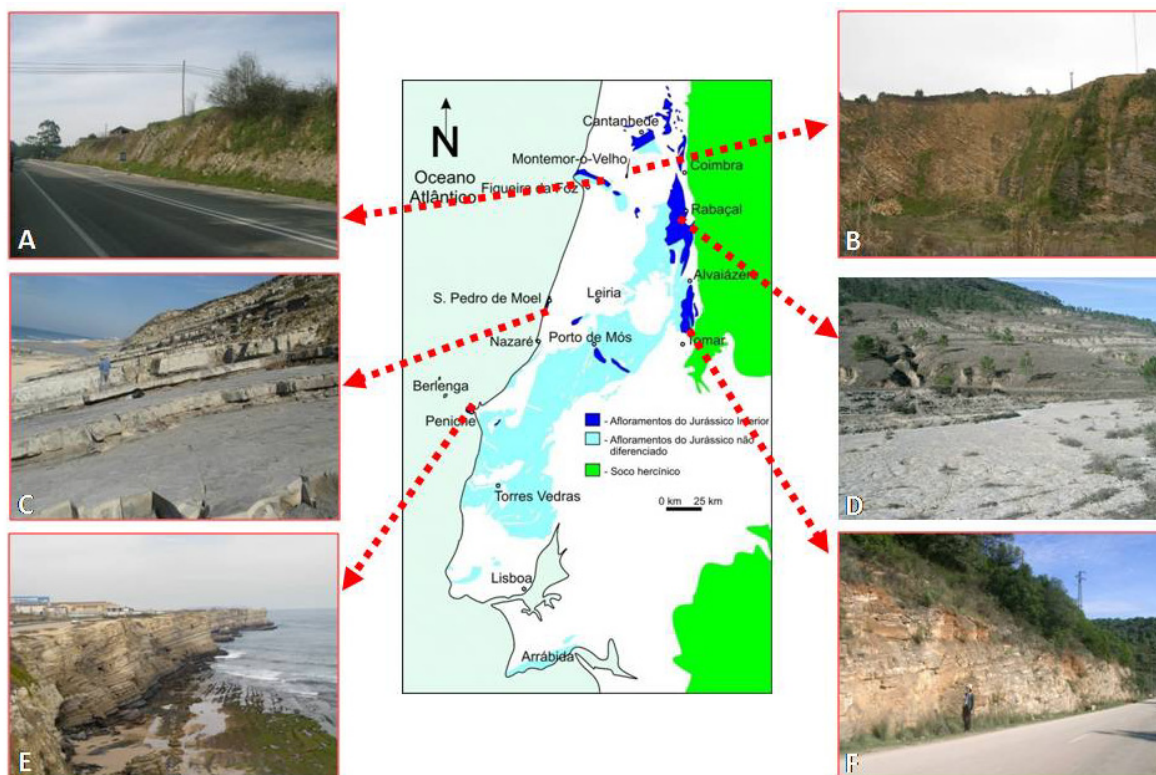 A
B
C
D
E
F
N
Cantanhede
Montemor-o-Velho
Oceano
Atlântico
Figueira da Foz
Coimbra
Rabaçal
Alvaiázere
S. Pedro de Moel
Leiria
Nazaré
Porto de Mós
Tomar
Berlenga
Peniche
- Afloramentos do Jurássico Inferior
- Afloramentos do Jurássico não
diferenciado
- Soco hercínico
0 km 25 km
Torres Vedras
Lisboa
Arrábida